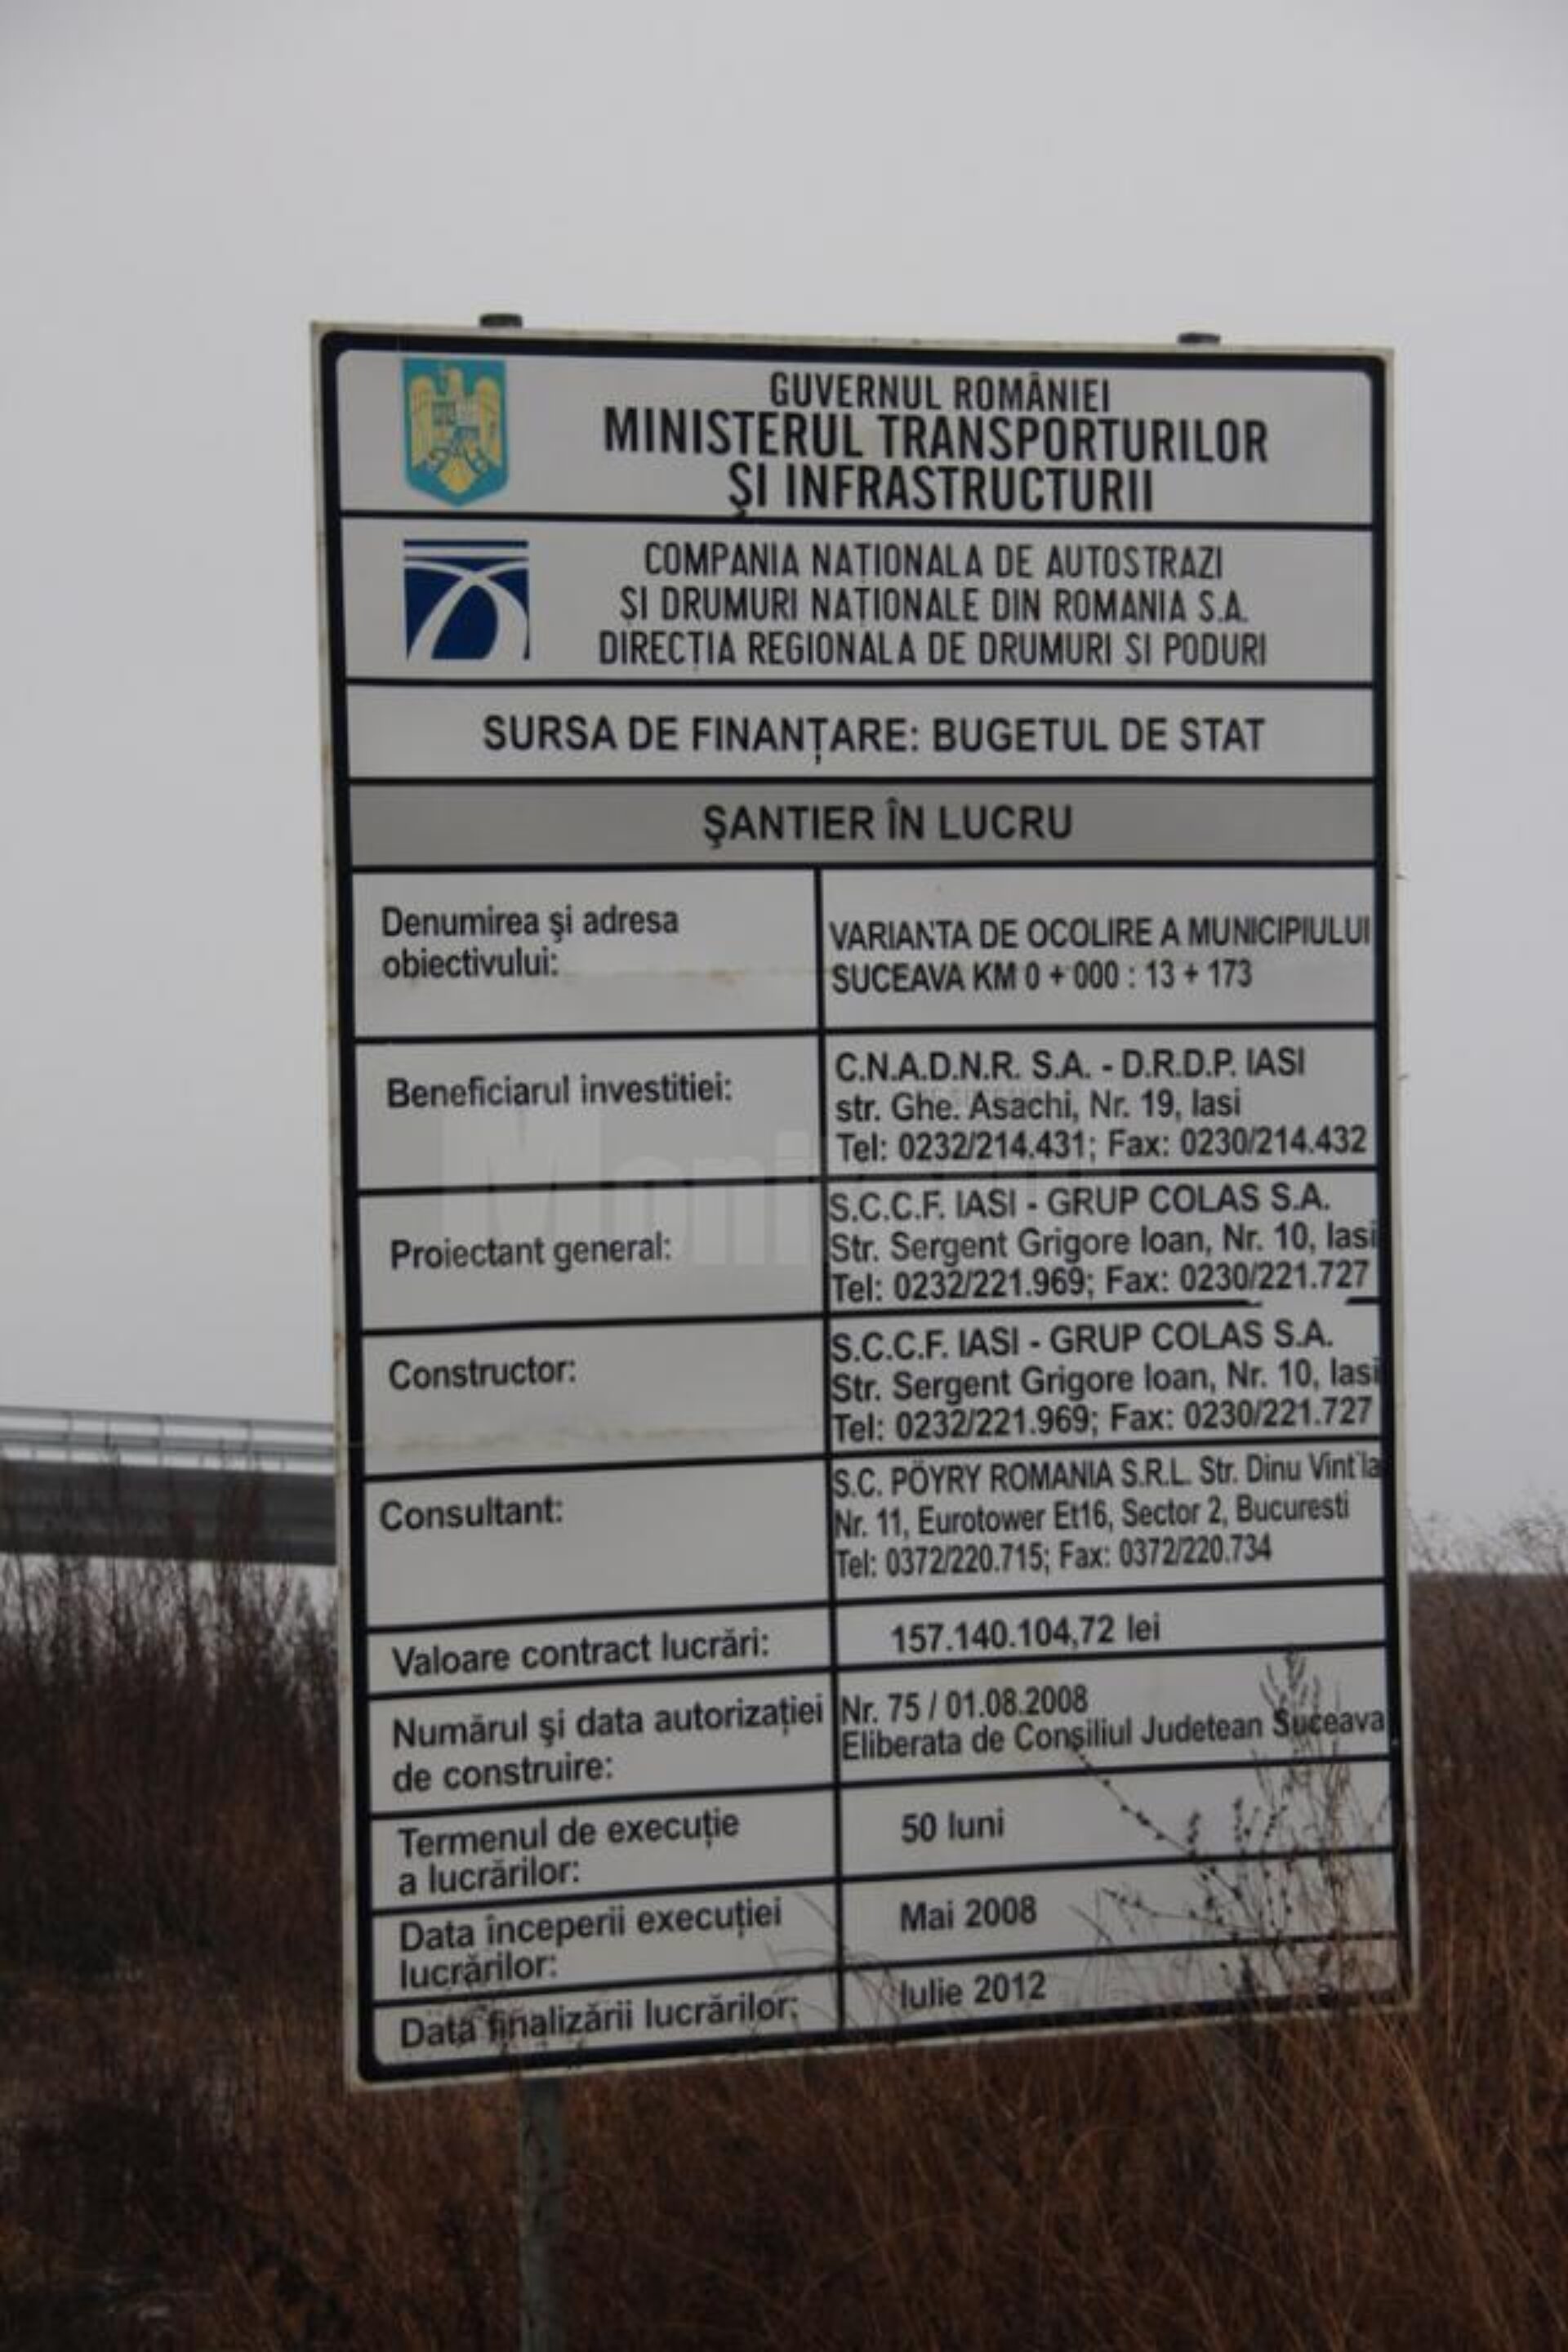 GUVERNUL ROMÂNIEI
MINISTERUL TRANSPORTURILOR
ŞI INFRASTRUCTURII
COMPANIA NAȚIONALA DE AUTOSTRAZI
SI DRUMURI NAȚIONALE DIN ROMANIA S.A.
DIRECȚIA REGIONALA DE DRUMURI SI PODURI
SURSA DE FINANȚARE: BUGETUL DE STAT
ŞANTIER ÎN LUCRU
Denumirea şi adresa
obiectivului:
VARIANTA DE OCOLIRE A MUNICIPIULUI
SUCEAVA KM 0 + 000 : 13 + 173
Beneficiarul investitiei:
C.N.A.D.N.R. S.A. - D.R.D.P. IASI
str. Ghe. Asachi, Nr. 19, Iasi
Tel: 0232/214.431; Fax: 0230/214.432
Proiectant general:
S.C.C.F. IASI - GRUP COLAS S.A.
Str. Sergent Grigore Ioan, Nr. 10, Iasi
Tel: 0232/221.969; Fax: 0230/221.727
Constructor:
S.C.C.F. IASI - GRUP COLAS S.A.
Str. Sergent Grigore Ioan, Nr. 10, Iasi
Tel: 0232/221.969; Fax: 0230/221.727
Consultant:
S.C. PÖYRY ROMANIA S.R.L. Str. Dinu
Nr. 11, Eurotower Et16, Sector 2, Bucuresti
Tel: 0372/220.715; Fax: 0372/220.734
Valoare contract lucrări:
157.140.104,72 lei
Numărul şi data autorizației
de construire:
Nr. 75 / 01.08.2008
Eliberata de Consiliul Judetean Suceava
Termenul de execuție
a lucrărilor:
50 luni
Data începerii execuției
lucrărilor:
Mai 2008
Data finalizării lucrărilor:
Iulie 2012